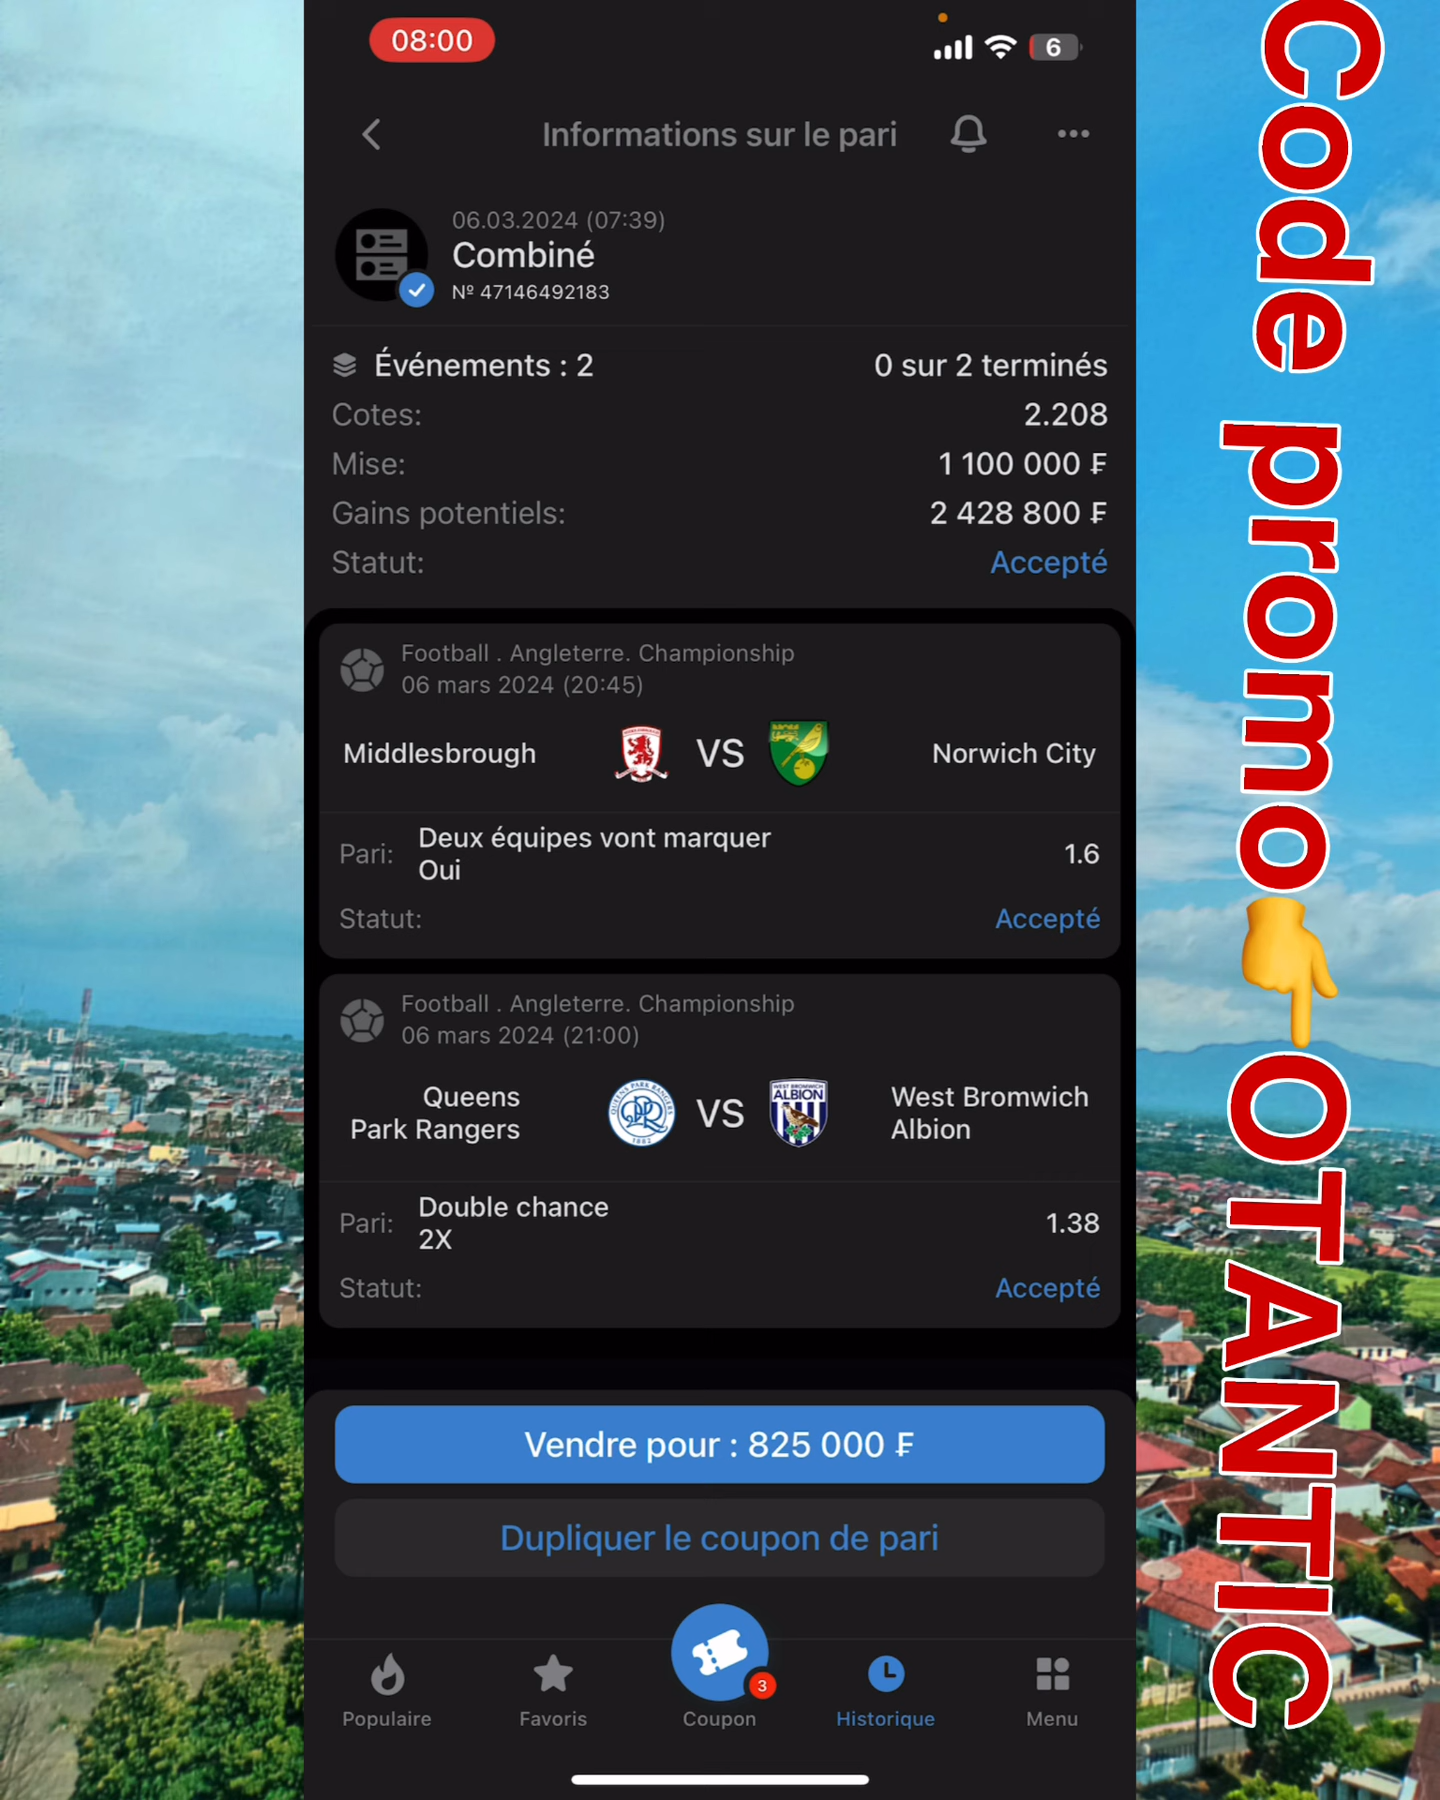 08:00
6
Informations sur le pari
06.03.2024 (07:39)
Combiné
Nº 47146492183
Événements : 2
0 sur 2 terminés
Cotes:
2.208
Mise:
1 100 000 ₣
Gains potentiels:
2 428 800 ₣
Statut:
Accepté
Football . Angleterre. Championship
06 mars 2024 (20:45)
Middlesbrough
VS
Norwich City
Pari:
Deux équipes vont marquer
Oui
1.6
Statut:
Accepté
Football . Angleterre. Championship
06 mars 2024 (21:00)
Queens
Park Rangers
VS
West Bromwich
Albion
Pari:
Double chance
2X
1.38
Statut:
Accepté
Vendre pour : 825 000 ₣
Dupliquer le coupon de pari
3
Populaire
Favoris
Coupon
Historique
Menu
Code promo👇OTANTIC